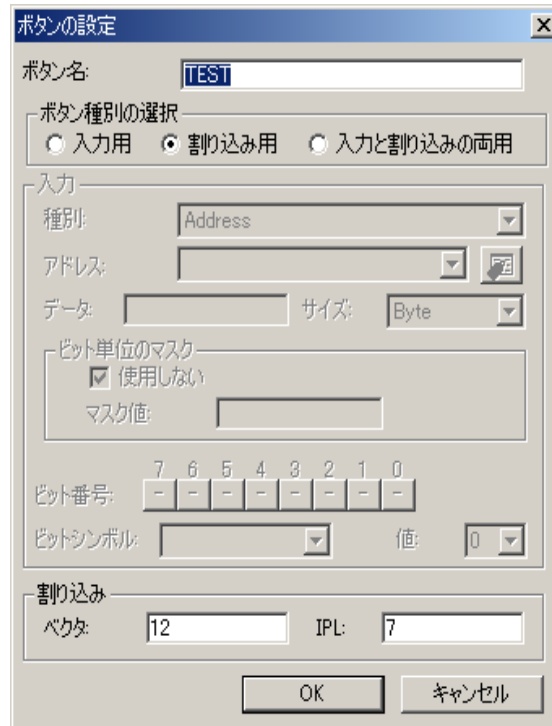 ボタンの設定
ボタン名: TEST
ボタン種別の選択
入力用 割り込み用 入力と割り込みの両用
入力
種別: Address
アドレス:
データ: サイズ: Byte
ビット単位のマスク
使用しない
マスク値:
7 6 5 4 3 2 1 0
ビット番号: - - - - - - - -
ビットシンボル: 値: 0
割り込み
ベクタ: 12 IPL: 7
OK キャンセル